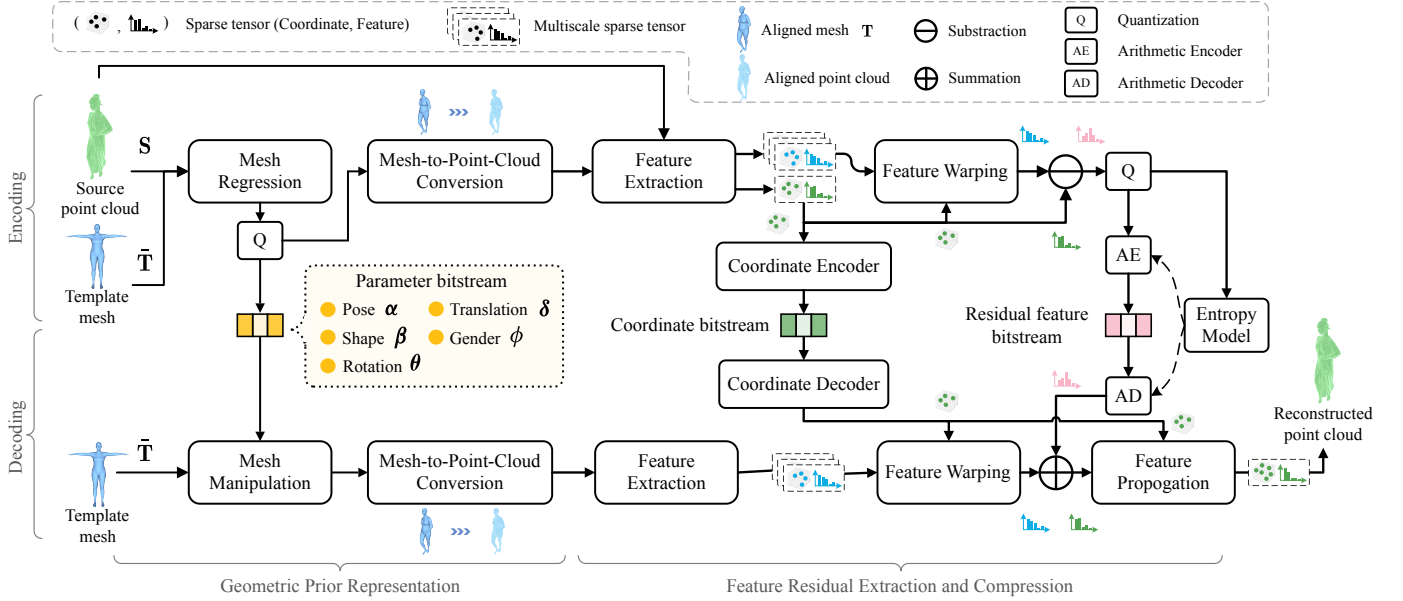 ( , ) Sparse tensor (Coordinate, Feature)
Multiscale sparse tensor
Aligned mesh T
Aligned point cloud
Substraction
Summation
Q Quantization
AE Arithmetic Encoder
AD Arithmetic Decoder
Encoding
Decoding
S
Source
point cloud
T̄
Template
mesh
Mesh
Regression
Q
Mesh-to-Point-Cloud
Conversion
>>>
Feature
Extraction
Feature Warping
Q
AE
Entropy
Model
AD
Coordinate Encoder
Coordinate bitstream
Coordinate Decoder
Residual feature
bitstream
Parameter bitstream
Pose α
Translation δ
Shape β
Gender ϕ
Rotation θ
Reconstructed
point cloud
T̄
Template
mesh
Mesh
Manipulation
Mesh-to-Point-Cloud
Conversion
>>>
Feature
Extraction
Feature Warping
Feature
Propogation
Geometric Prior Representation
Feature Residual Extraction and Compression